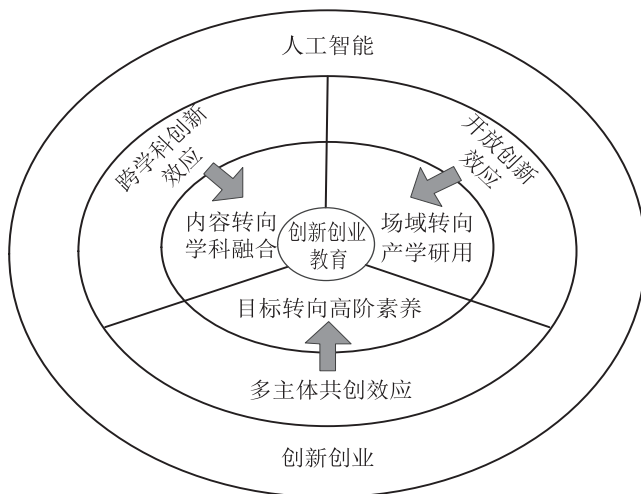 人工智能
跨学科创新
效应
开放创新
效应
内容转向
学科融合
创新创业
教育
场域转向
产学研用
目标转向高阶素养
多主体共创效应
创新创业